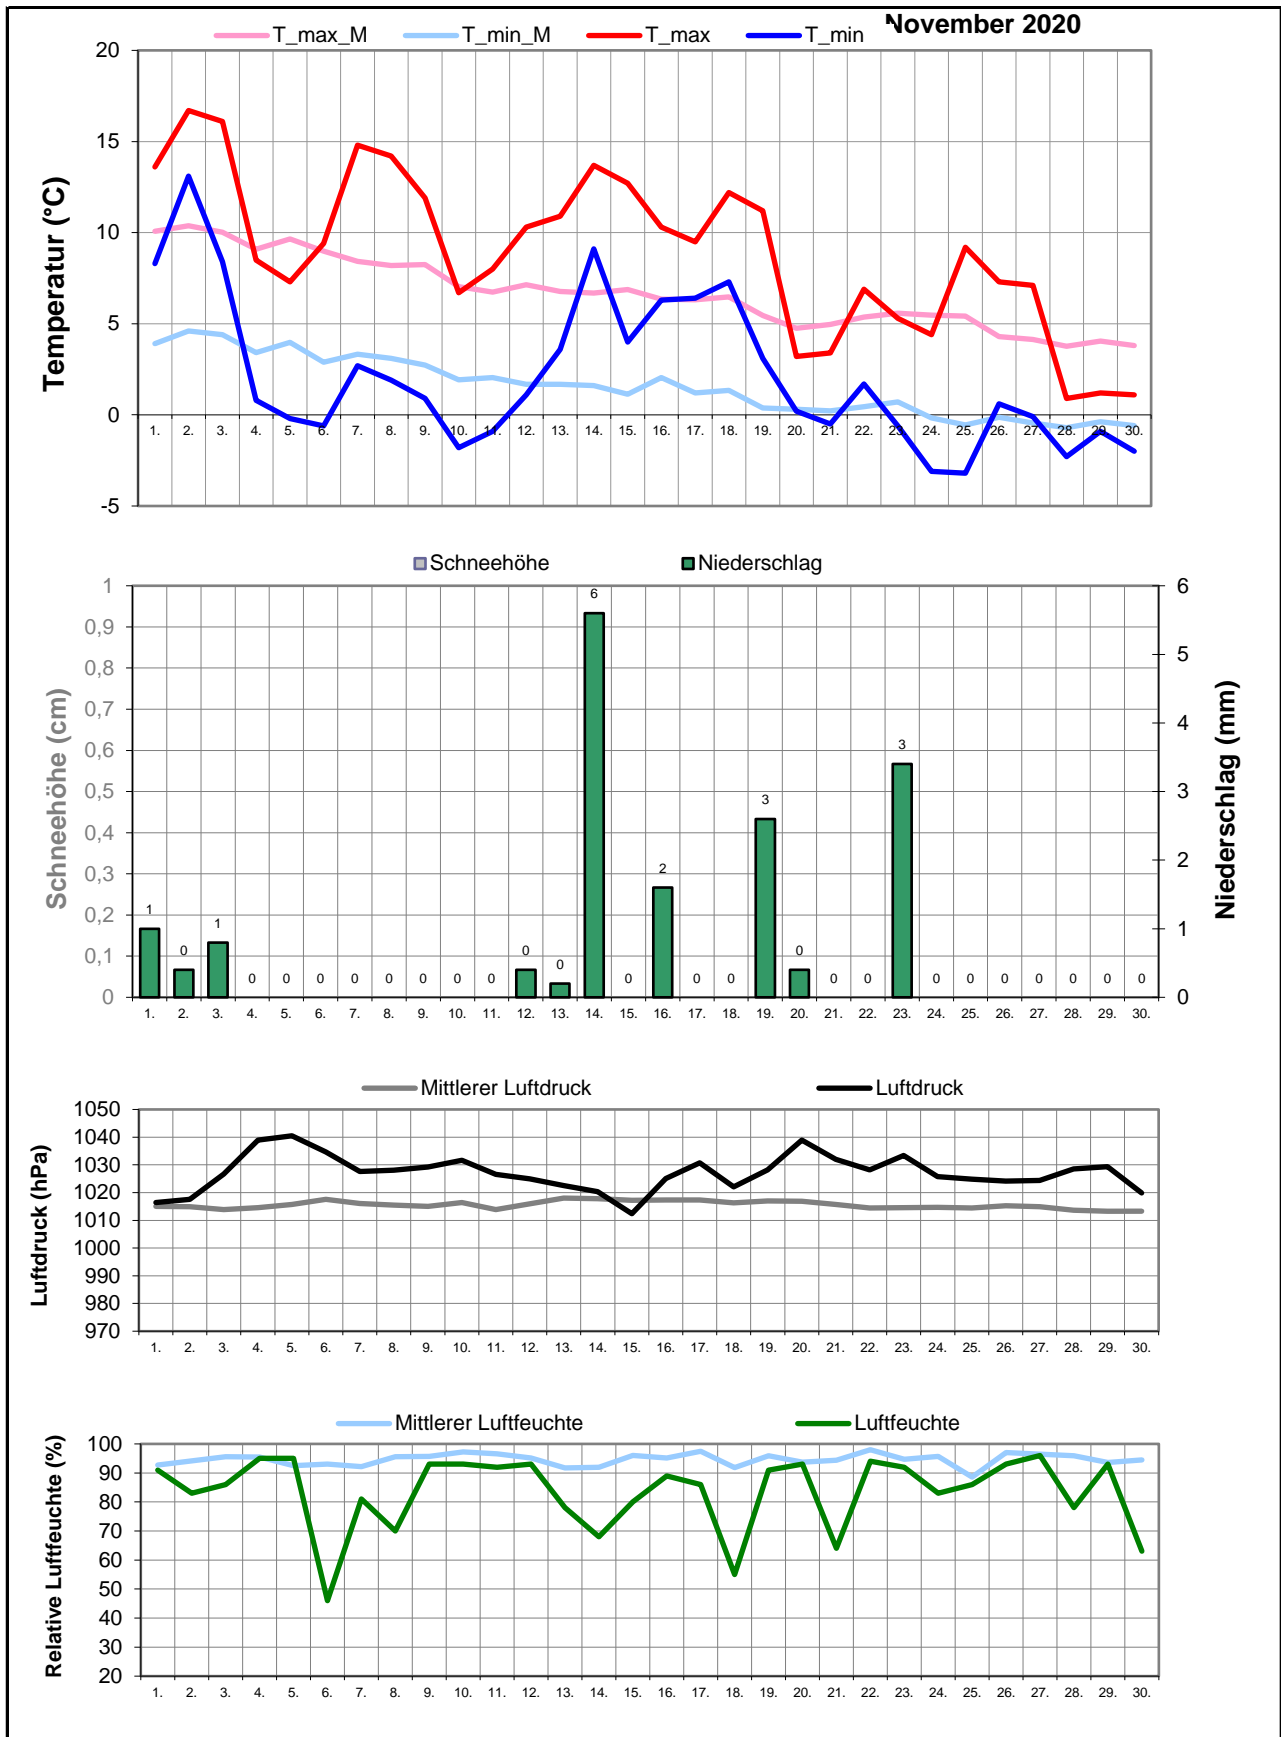 November 2020
T_max_M T_min_M T_max T_min
20
15
10
5
0
-5
Temperatur (°C)
1. 2. 3. 4. 5. 6. 7. 8. 9. 10. 11. 12. 13. 14. 15. 16. 17. 18. 19. 20. 21. 22. 23. 24. 25. 26. 27. 28. 29. 30.
Schneehöhe Niederschlag
1
0,9
0,8
0,7
0,6
0,5
0,4
0,3
0,2
0,1
0
Schneehöhe (cm)
6
5
4
3
2
1
0
Niederschlag (mm)
1 0 1 0 0 0 0 0 0 0 0 0 0 6 0 2 0 0 3 0 0 0 3 0 0 0 0 0 0 0
1. 2. 3. 4. 5. 6. 7. 8. 9. 10. 11. 12. 13. 14. 15. 16. 17. 18. 19. 20. 21. 22. 23. 24. 25. 26. 27. 28. 29. 30.
Mittlerer Luftdruck Luftdruck
1050
1040
1030
1020
1010
1000
990
980
970
Luftdruck (hPa)
1. 2. 3. 4. 5. 6. 7. 8. 9. 10. 11. 12. 13. 14. 15. 16. 17. 18. 19. 20. 21. 22. 23. 24. 25. 26. 27. 28. 29. 30.
Mittlerer Luftfeuchte Luftfeuchte
100
90
80
70
60
50
40
30
20
Relative Luftfeuchte (%)
1. 2. 3. 4. 5. 6. 7. 8. 9. 10. 11. 12. 13. 14. 15. 16. 17. 18. 19. 20. 21. 22. 23. 24. 25. 26. 27. 28. 29. 30.